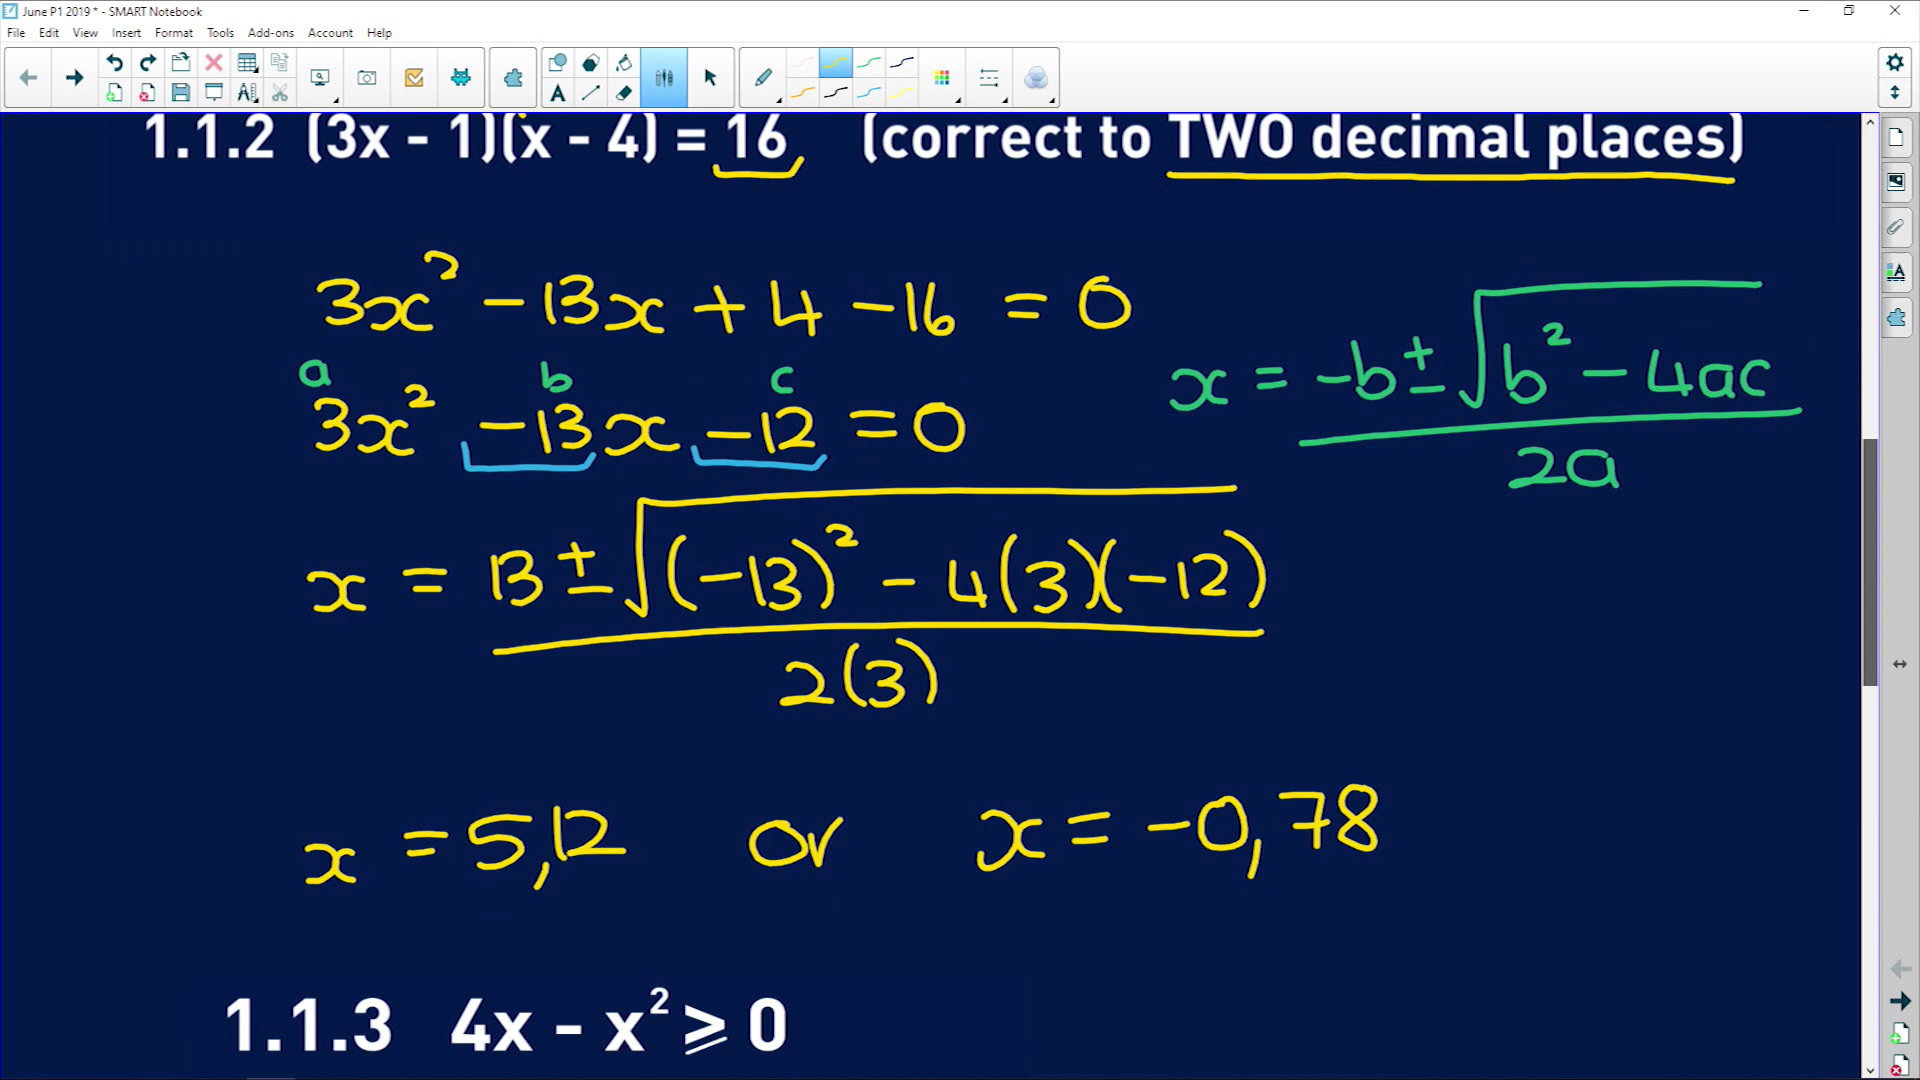 June P1 2019 * - SMART Notebook
File Edit View Insert Format Tools Add-ons Account Help
1.1.2 (3x - 1)(x - 4) = 16 (correct to TWO decimal places)
3x² - 13x + 4 - 16 = 0
a b c
3x² - 13x - 12 = 0
x = -b ± √b² - 4ac
2a
x = 13 ± √(-13)² - 4(3)(-12)
2(3)
x = 5,12 or x = -0,78
1.1.3 4x - x² ⩾ 0